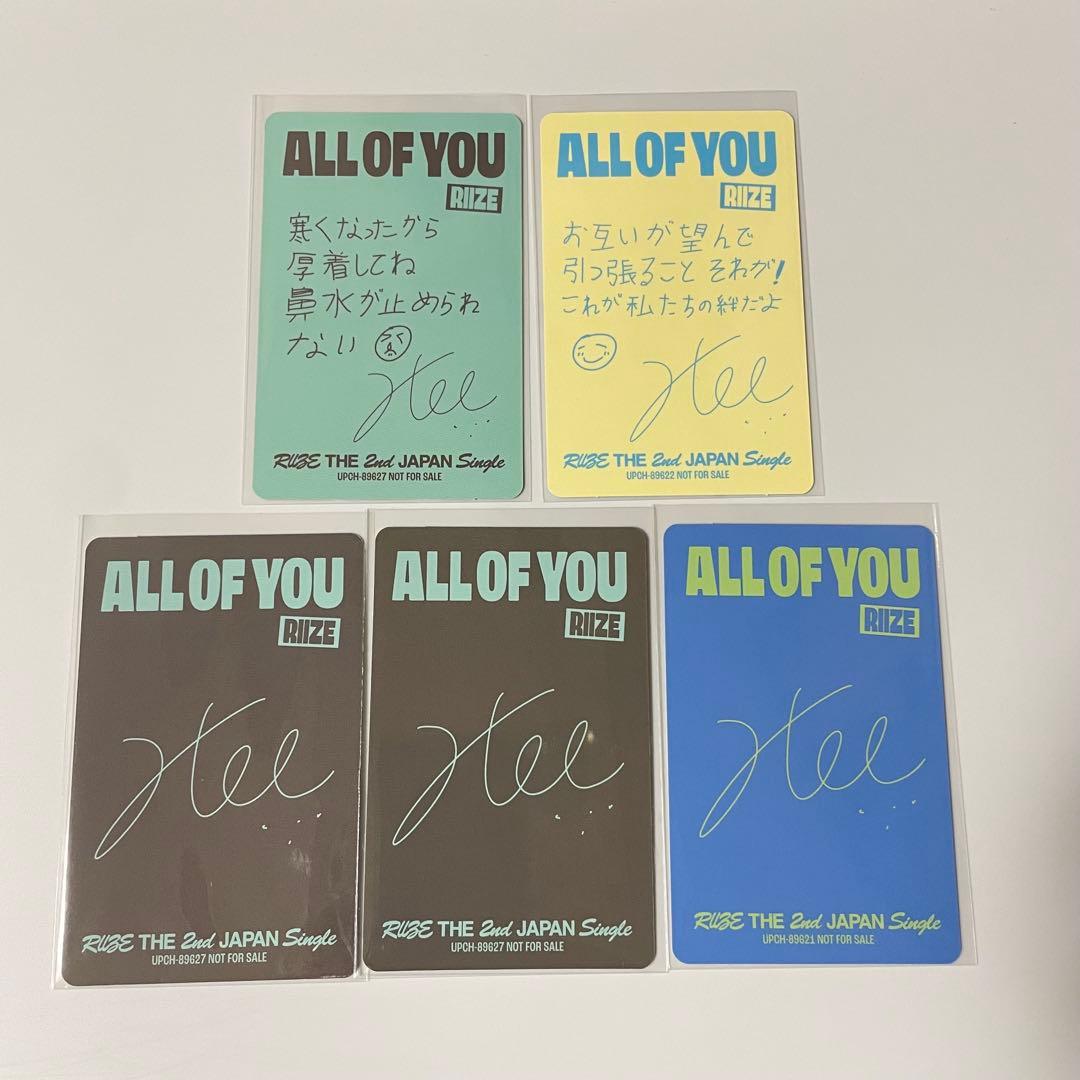 ALL OF YOU
RIIZE
寒くなったから
厚着してね
鼻水が止められ
ない
Hee
RIIZE THE 2nd JAPAN Single
UPCH-89627 NOT FOR SALE
ALL OF YOU
RIIZE
お互いが望んで
引っ張ること それが!
これが私たちの絆だよ
Hee
RIIZE THE 2nd JAPAN Single
UPCH-89622 NOT FOR SALE
ALL OF YOU
RIIZE
Hee
RIIZE THE 2nd JAPAN Single
UPCH-89627 NOT FOR SALE
ALL OF YOU
RIIZE
Hee
RIIZE THE 2nd JAPAN Single
UPCH-89627 NOT FOR SALE
ALL OF YOU
RIIZE
Hee
RIIZE THE 2nd JAPAN Single
UPCH-89621 NOT FOR SALE